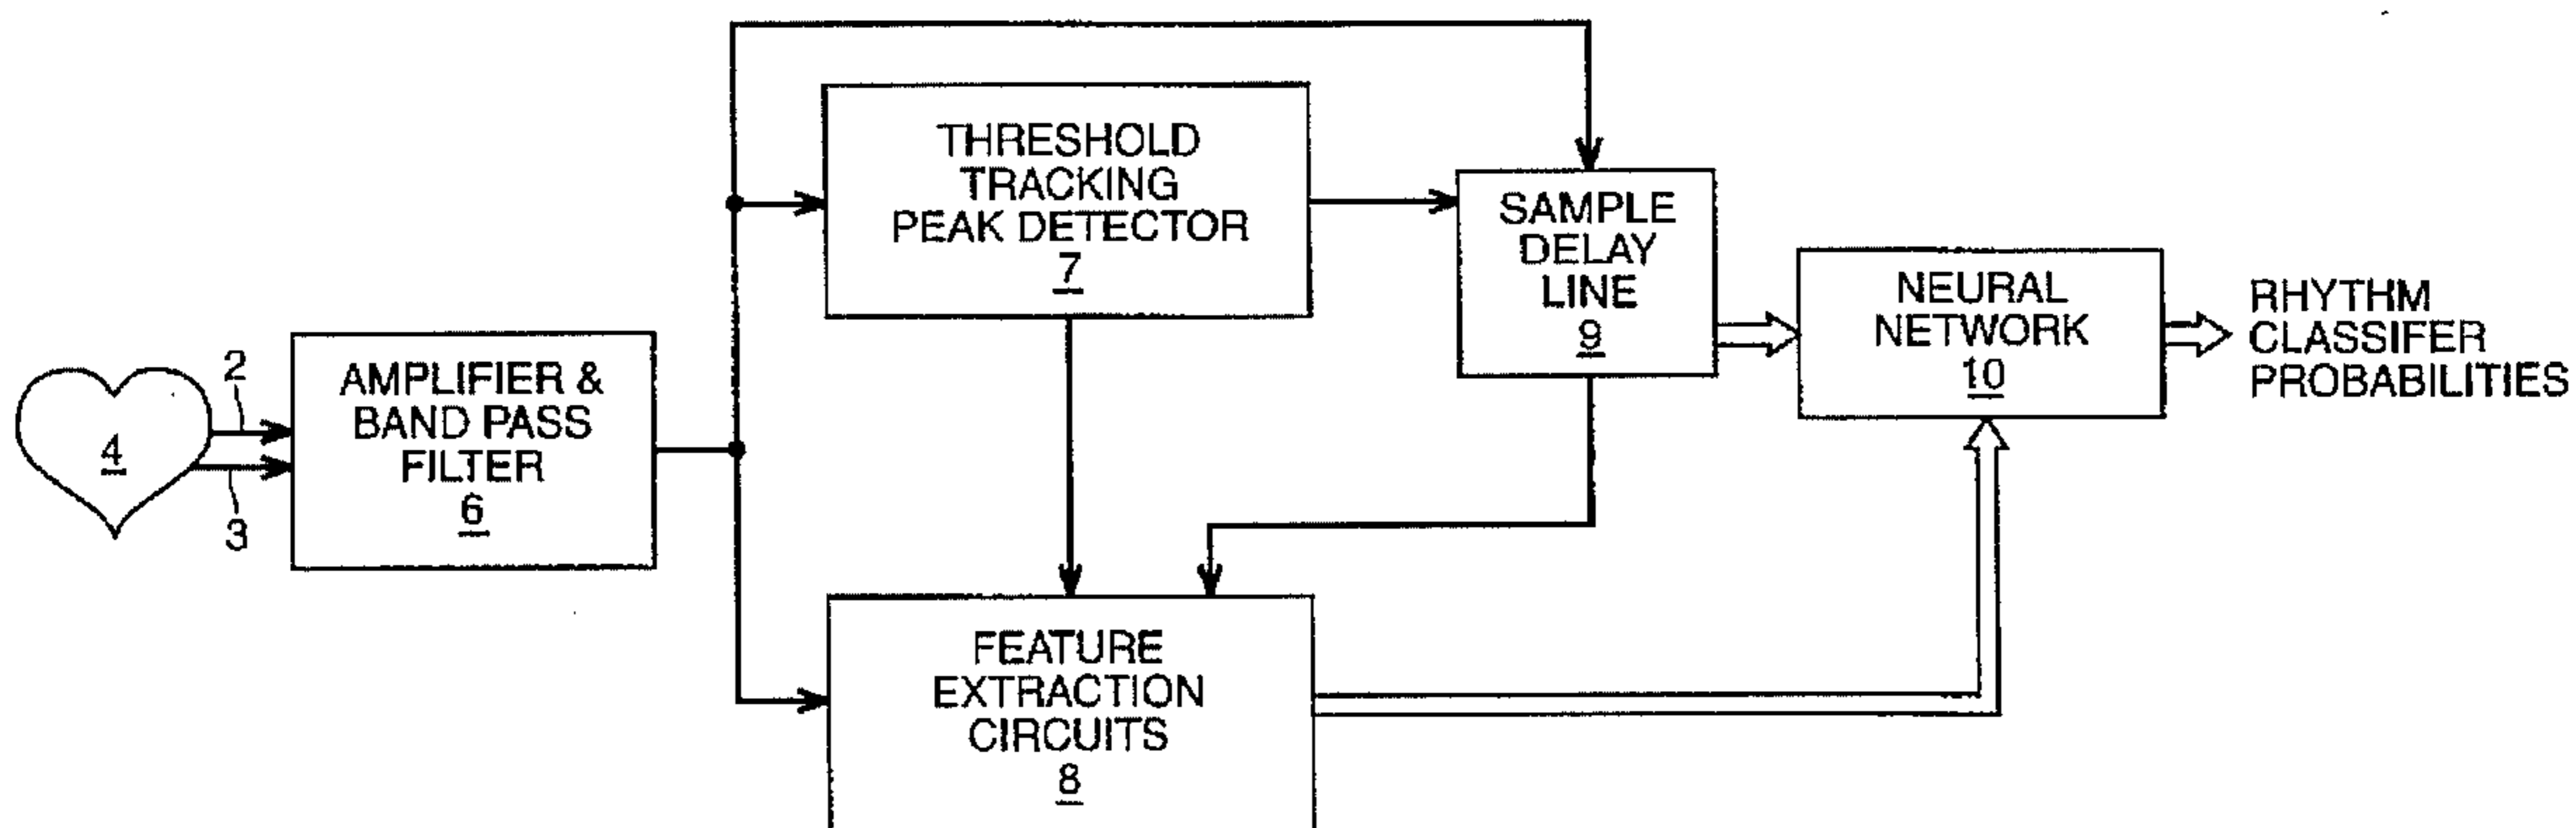 THRESHOLD
TRACKING
PEAK DETECTOR
7
SAMPLE
DELAY
LINE
9
NEURAL
NETWORK
10
RHYTHM
CLASSIFER
PROBABILITIES
2
4
3
AMPLIFIER &
BAND PASS
FILTER
6
FEATURE
EXTRACTION
CIRCUITS
8